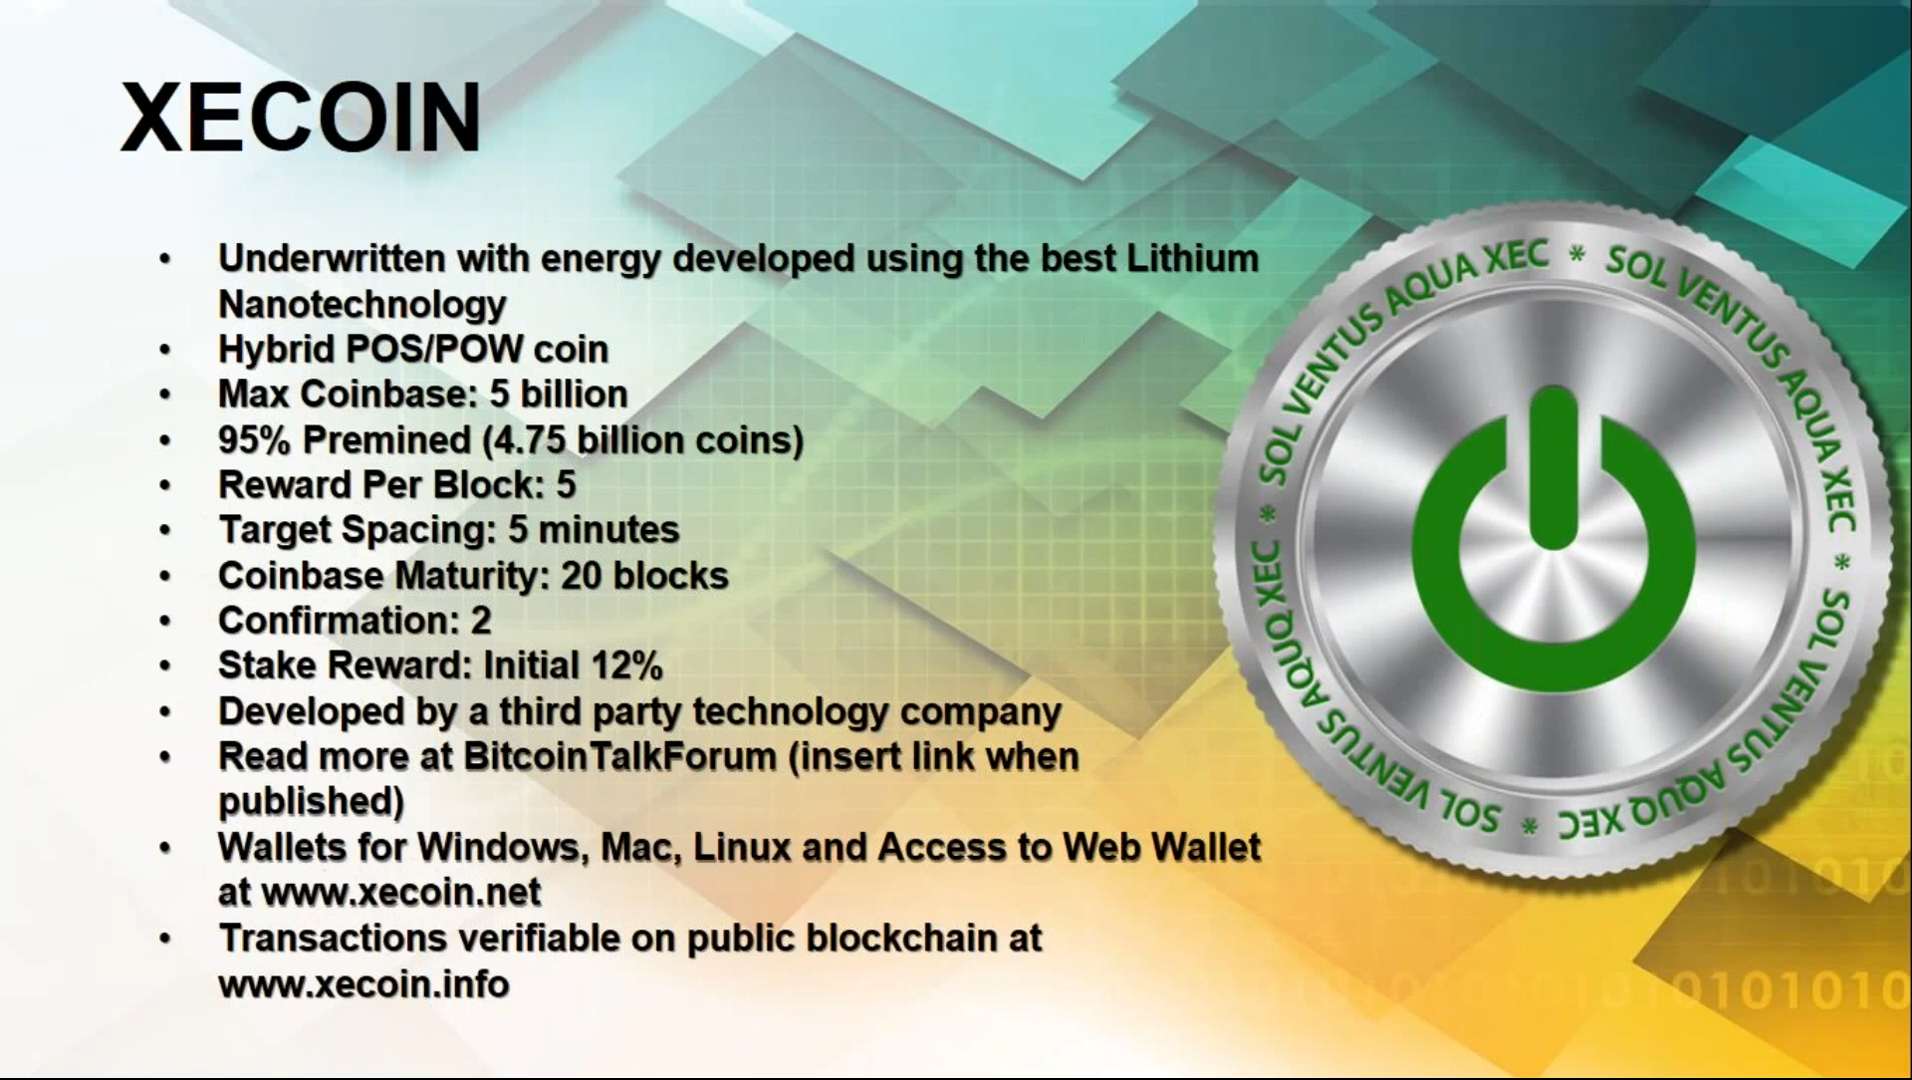 XECOIN
• Underwritten with energy developed using the best Lithium
Nanotechnology
• Hybrid POS/POW coin
• Max Coinbase: 5 billion
• 95% Premined (4.75 billion coins)
• Reward Per Block: 5
• Target Spacing: 5 minutes
• Coinbase Maturity: 20 blocks
• Confirmation: 2
• Stake Reward: Initial 12%
• Developed by a third party technology company
• Read more at BitcoinTalkForum (insert link when
published)
• Wallets for Windows, Mac, Linux and Access to Web Wallet
at www.xecoin.net
• Transactions verifiable on public blockchain at
www.xecoin.info
SOL VENTUS AQUA XEC * SOL VENTUS AQUA XEC * SOL VENTUS AQUQ XEC * SOL VENTUS AQUQ XEC *
101010
0101010101010